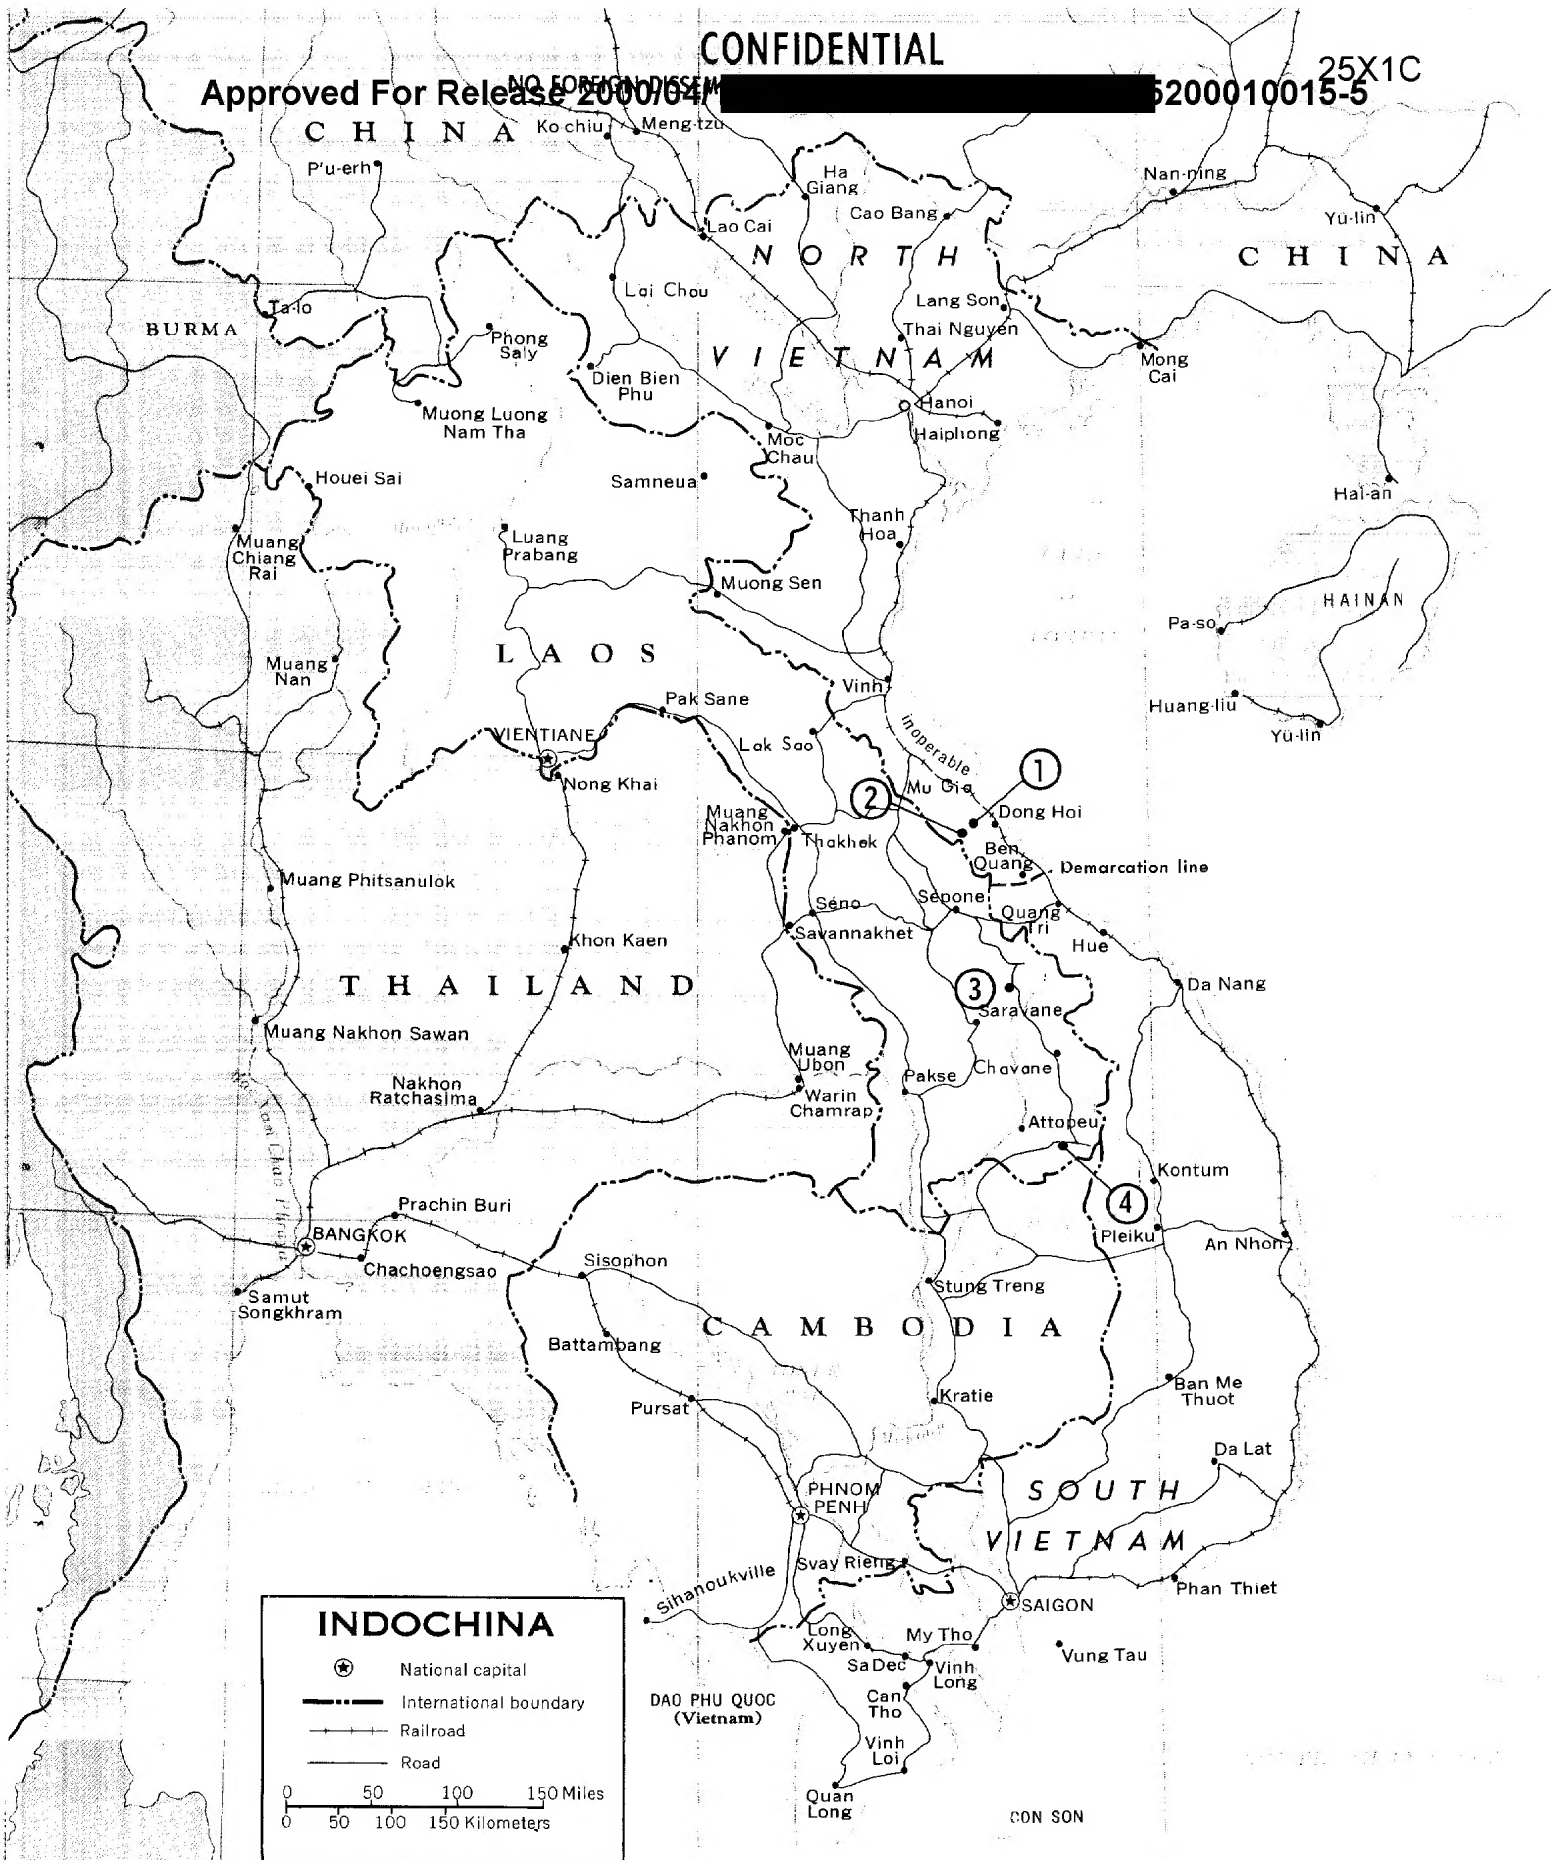 CONFIDENTIAL
NO FOREIGN DISSEM
25X1C
Approved For Release 2000/04/
5200010015-5
CHINA
Ko-chiu
Meng-tzu
P'u-erh
Ha
Giang
Nan-ning
Cao Bang
Yü-lin
Lao Cai
NORTH
CHINA
Lai Chau
Lang Son
Ta-lo
BURMA
Thai Nguyen
Phong
Saly
VIETNAM
Mong
Cai
Dien Bien
Phu
Hanoi
Muong Luong
Nam Tha
Haiphong
Moc
Chau
Houei Sai
Samneua
Hai-an
Thanh
Hoa
Muang
Chiang
Rai
Luang
Prabang
Muong Sen
HAINAN
Pa-so
LAOS
Muang
Nan
Vinh
Pak Sane
Huang-liu
Yü-lin
VIENTIANE
Lak Sao
inoperable
1
Nong Khai
2
Mu Gia
Muang
Nakhon
Phanom
Dong Hoi
Thakhek
Ben
Quang
Demarcation line
Muang Phitsanulok
Séno
Sépone
Quang
Tri
Savannakhet
Hue
Khon Kaen
THAILAND
3
Da Nang
Saravane
Muang Nakhon Sawan
Muang
Ubon
Chavane
Pakse
Nakhon
Ratchasima
Warin
Chamrap
Attopeu
Kontum
4
Prachin Buri
BANGKOK
Pleiku
An Nhon
Chachoengsao
Sisophon
Stung Treng
Samut
Songkhram
CAMBODIA
Battambang
Ban Me
Thuot
Kratie
Pursat
Da Lat
PHNOM
PENH
SOUTH
VIETNAM
Svay Rieng
Sihanoukville
Phan Thiet
SAIGON
INDOCHINA
Long
Xuyen
My Tho
Vung Tau
National capital
Sa Dec
Vinh
Long
International boundary
DAO PHU QUOC
(Vietnam)
Can
Tho
Railroad
Vinh
Loi
Road
0 50 100 150 Miles
0 50 100 150 Kilometers
Quan
Long
CON SON